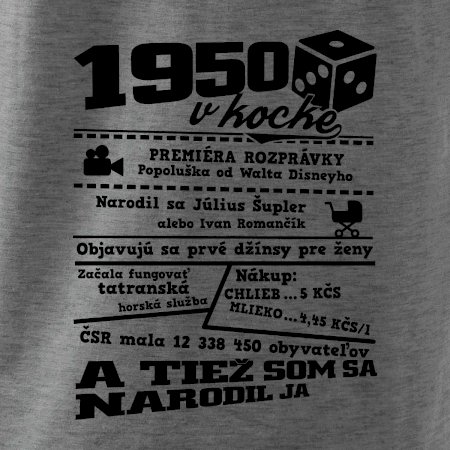 1950
v kocke
PREMIÉRA ROZPRÁVKY
Popoluška od Walta Disneyho
Narodil sa Július Šupler
alebo Ivan Romančík
Objavujú sa prvé džínsy pre ženy
Začala fungovať
tatranská
horská služba
Nákup:
CHLIEB...5 KČS
MLIEKO...4,45 KČS/l
ČSR mala 12 338 450 obyvateľov
A TIEŽ SOM SA
NARODIL JA